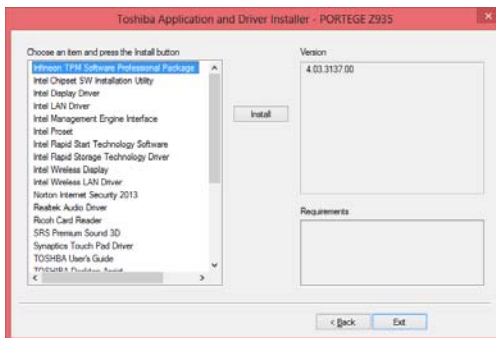 Toshiba Application and Driver Installer - PORTEGE Z935
Choose an item and press the Install button
Infineon TPM Software Professional Package
Intel Chipset SW Installation Utility
Intel Display Driver
Intel LAN Driver
Intel Management Engine Interface
Intel Proset
Intel Rapid Start Technology Software
Intel Rapid Storage Technology Driver
Intel Wireless Display
Intel Wireless LAN Driver
Norton Internet Security 2013
Realtek Audio Driver
Ricoh Card Reader
SRS Premium Sound 3D
Synaptics Touch Pad Driver
TOSHIBA User's Guide
TOSHIBA Desktop Assist
Install
Version
4.03.3137.00
Requirements
< Back
Exit